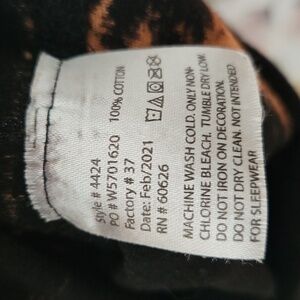 Style # 4424
PO # W5701620
Factory # 37
Date: Feb/2021
RN # 60626
100% COTTON
MACHINE WASH COLD. ONLY NON-
CHLORINE BLEACH. TUMBLE DRY LOW.
DO NOT IRON ON DECORATION.
DO NOT DRY CLEAN. NOT INTENDED
FOR SLEEPWEAR